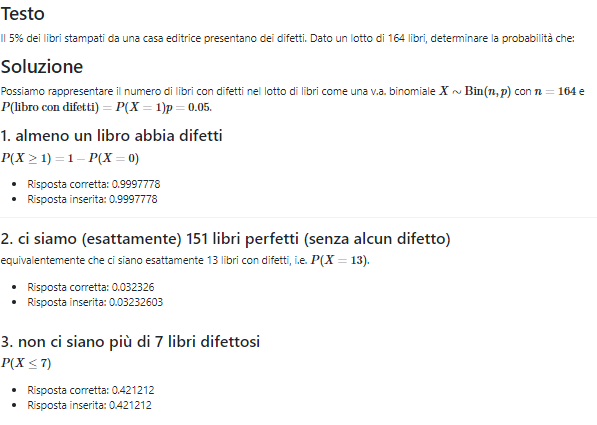 Testo
Il 5% dei libri stampati da una casa editrice presentano dei difetti. Dato un lotto di 164 libri, determinare la probabilità che:
Soluzione
Possiamo rappresentare il numero di libri con difetti nel lotto di libri come una v.a. binomiale X ∼ Bin(n, p) con n = 164 e
P(libro con difetti) = P(X = 1)p = 0.05.
1. almeno un libro abbia difetti
P(X ≥ 1) = 1 − P(X = 0)
• Risposta corretta: 0.9997778
• Risposta inserita: 0.9997778
2. ci siamo (esattamente) 151 libri perfetti (senza alcun difetto)
equivalentemente che ci siano esattamente 13 libri con difetti, i.e. P(X = 13).
• Risposta corretta: 0.032326
• Risposta inserita: 0.03232603
3. non ci siano più di 7 libri difettosi
P(X ≤ 7)
• Risposta corretta: 0.421212
• Risposta inserita: 0.421212